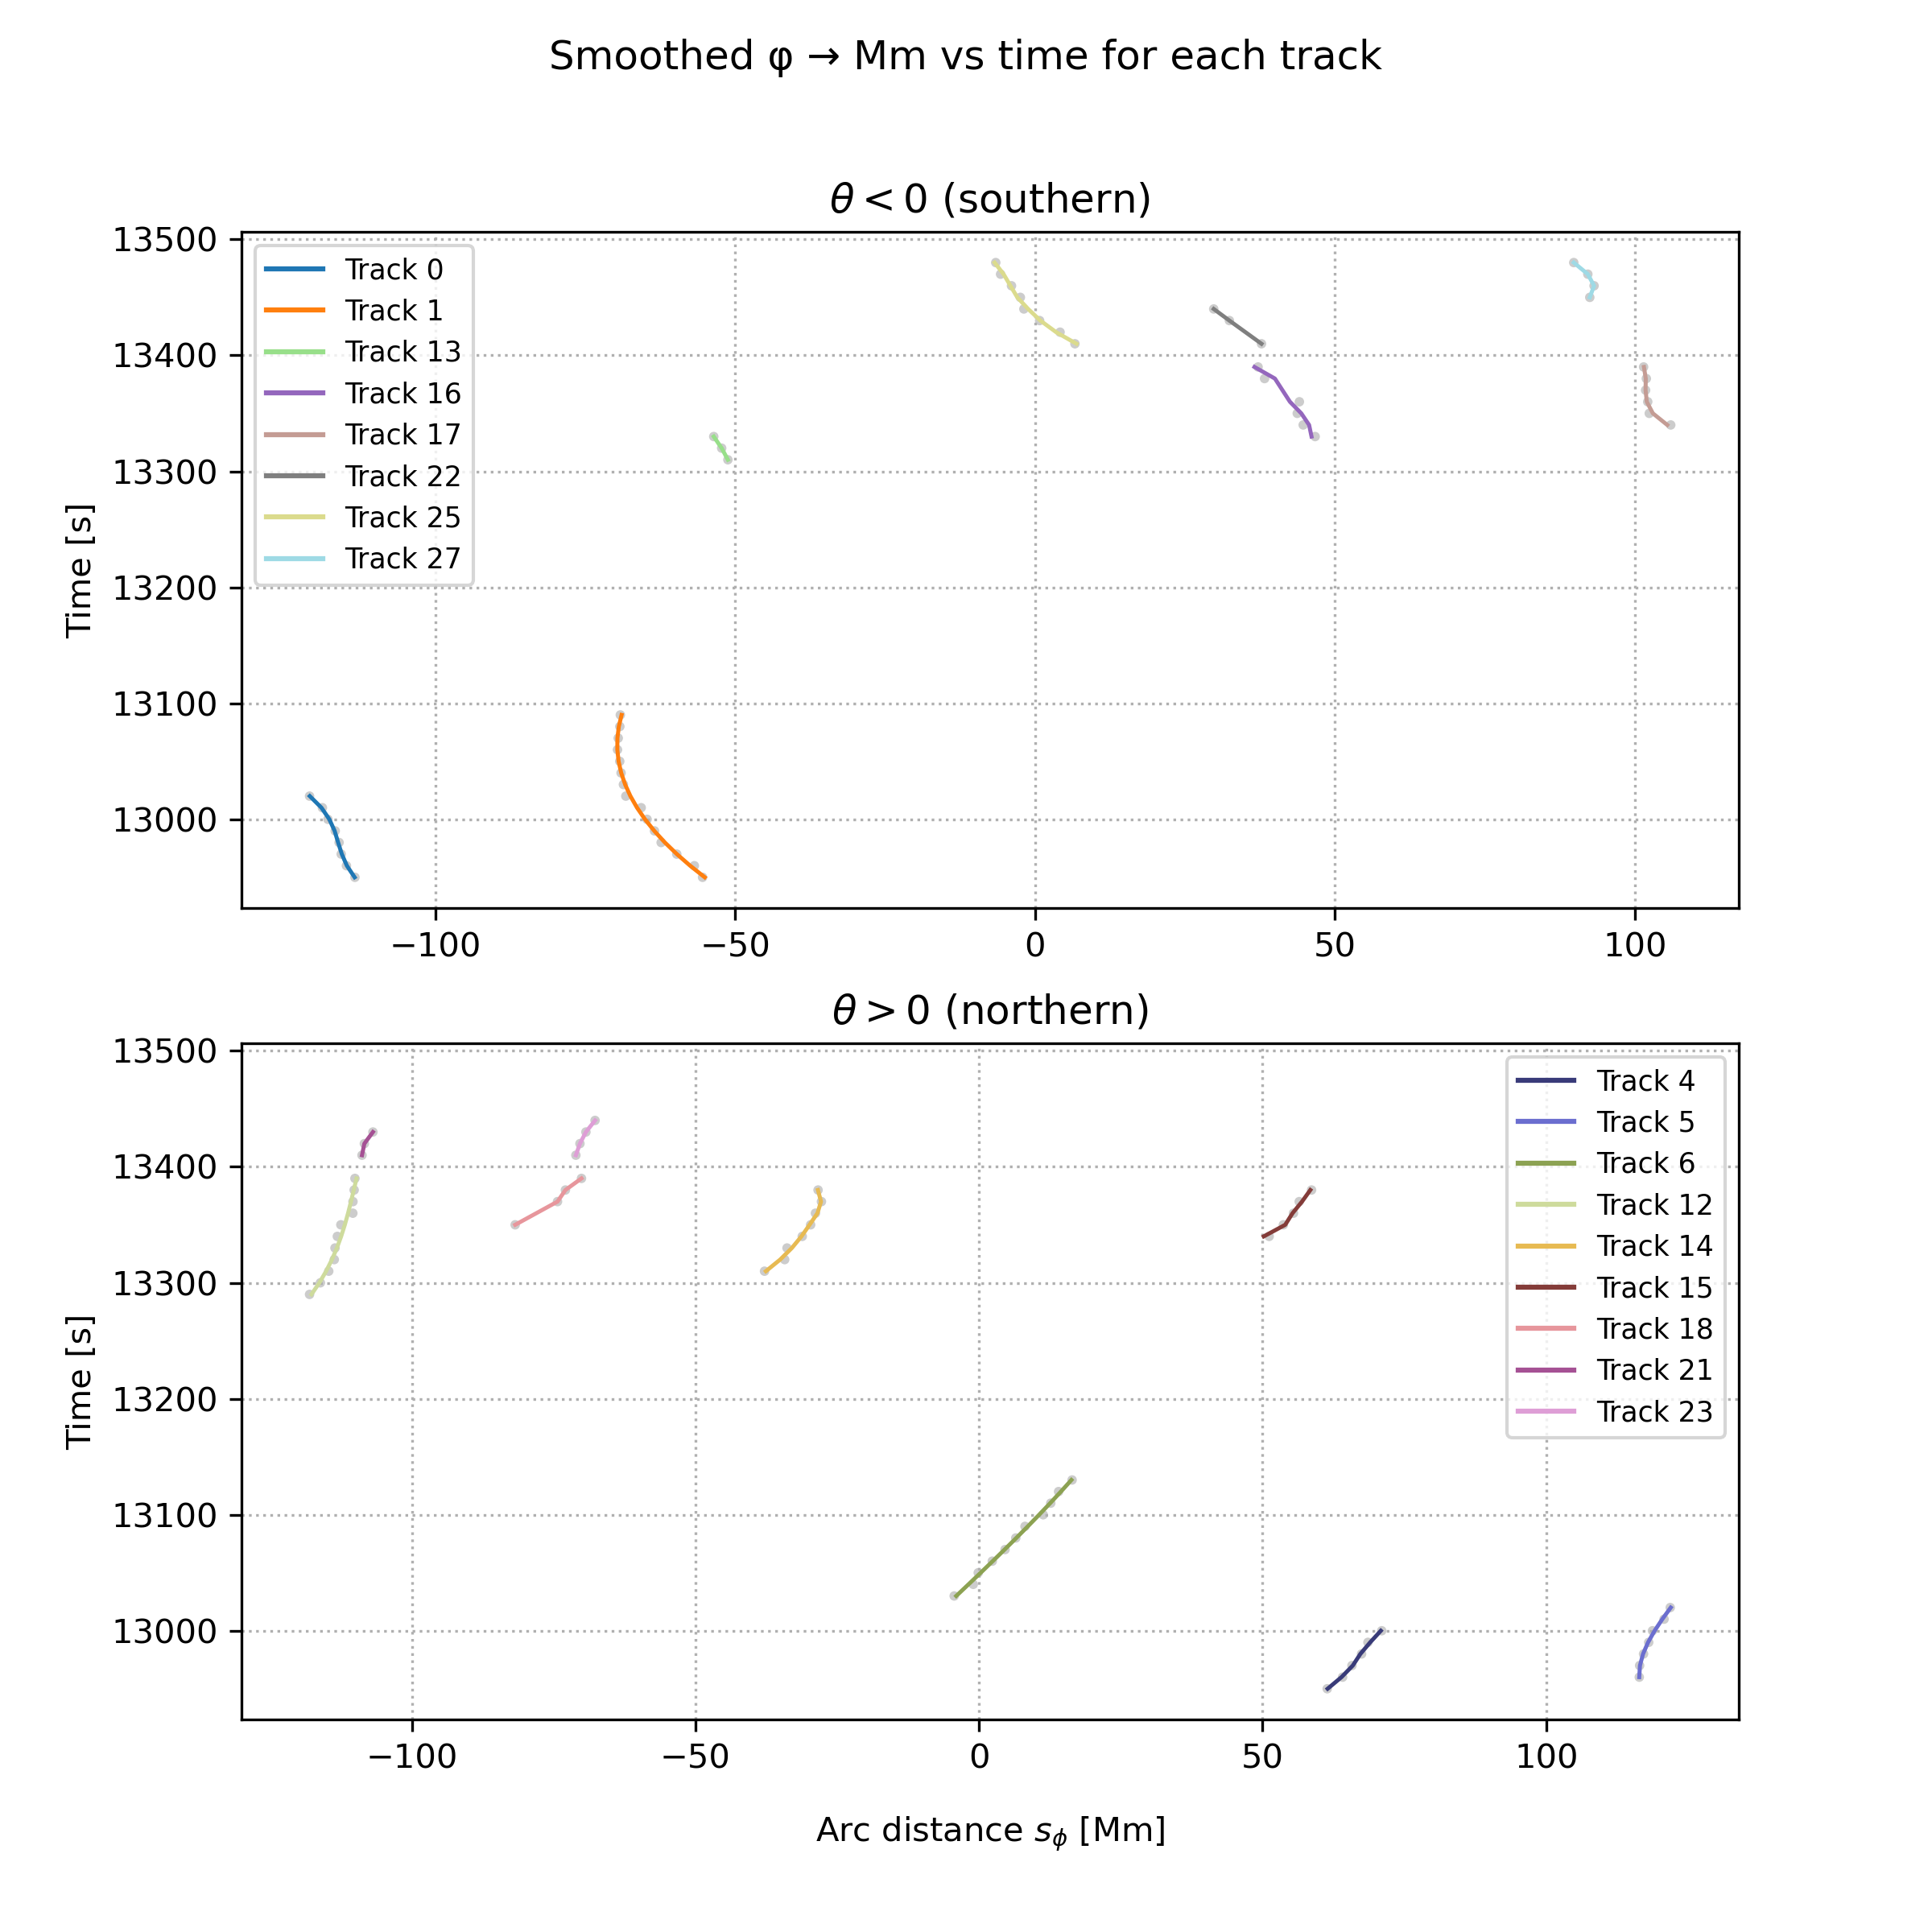 Smoothed φ → Mm vs time for each track
θ < 0 (southern)
Time [s]
13500
13400
13300
13200
13100
13000
Track 0
Track 1
Track 13
Track 16
Track 17
Track 22
Track 25
Track 27
−100
−50
0
50
100
θ > 0 (northern)
Time [s]
13500
13400
13300
13200
13100
13000
Track 4
Track 5
Track 6
Track 12
Track 14
Track 15
Track 18
Track 21
Track 23
−100
−50
0
50
100
Arc distance s_ϕ [Mm]